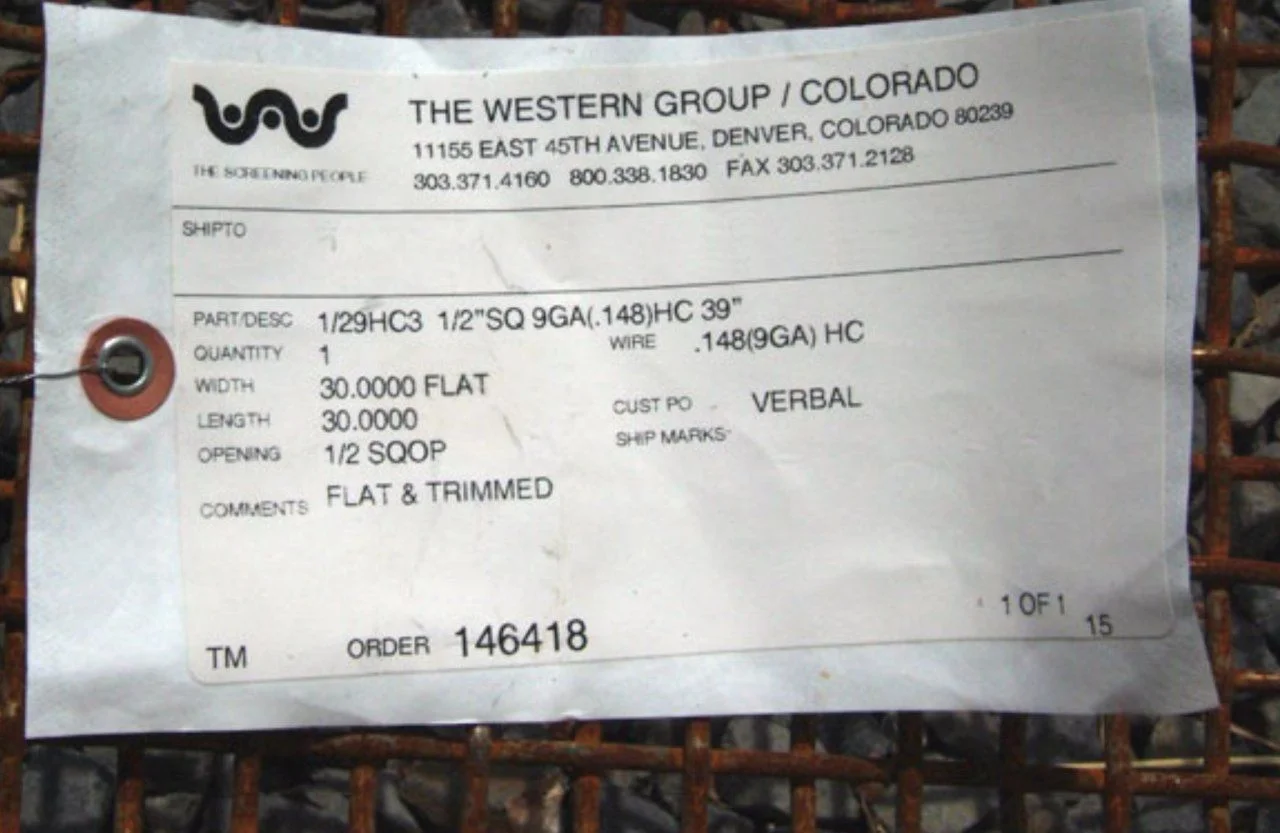 THE WESTERN GROUP / COLORADO
11155 EAST 45TH AVENUE, DENVER, COLORADO 80239
THE SCREENING PEOPLE
303.371.4160 800.338.1830 FAX 303.371.2128
SHIPTO
PART/DESC 1/29HC3 1/2"SQ 9GA(.148)HC 39"
QUANTITY 1 WIRE .148(9GA) HC
WIDTH 30.0000 FLAT
LENGTH 30.0000 CUST PO VERBAL
OPENING 1/2 SQOP SHIP MARKS
COMMENTS FLAT & TRIMMED
1 OF 1
15
TM ORDER 146418